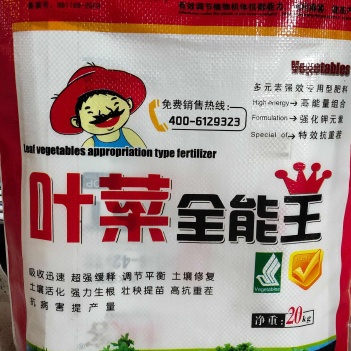 Vegetables
多元素强效专用型肥料
免费销售热线:
400-6129323
High energy→高能量组合
Formulation→强化钾元素
Special of→特效抗重茬
Leaf vegetables appropriation type fertilizer
叶菜全能王
吸收迅速 超强缓释 调节平衡 土壤修复
土壤活化 强力生根 壮秧提苗 高抗重茬
抗病害 提产量
Vegetables
净重:20kg